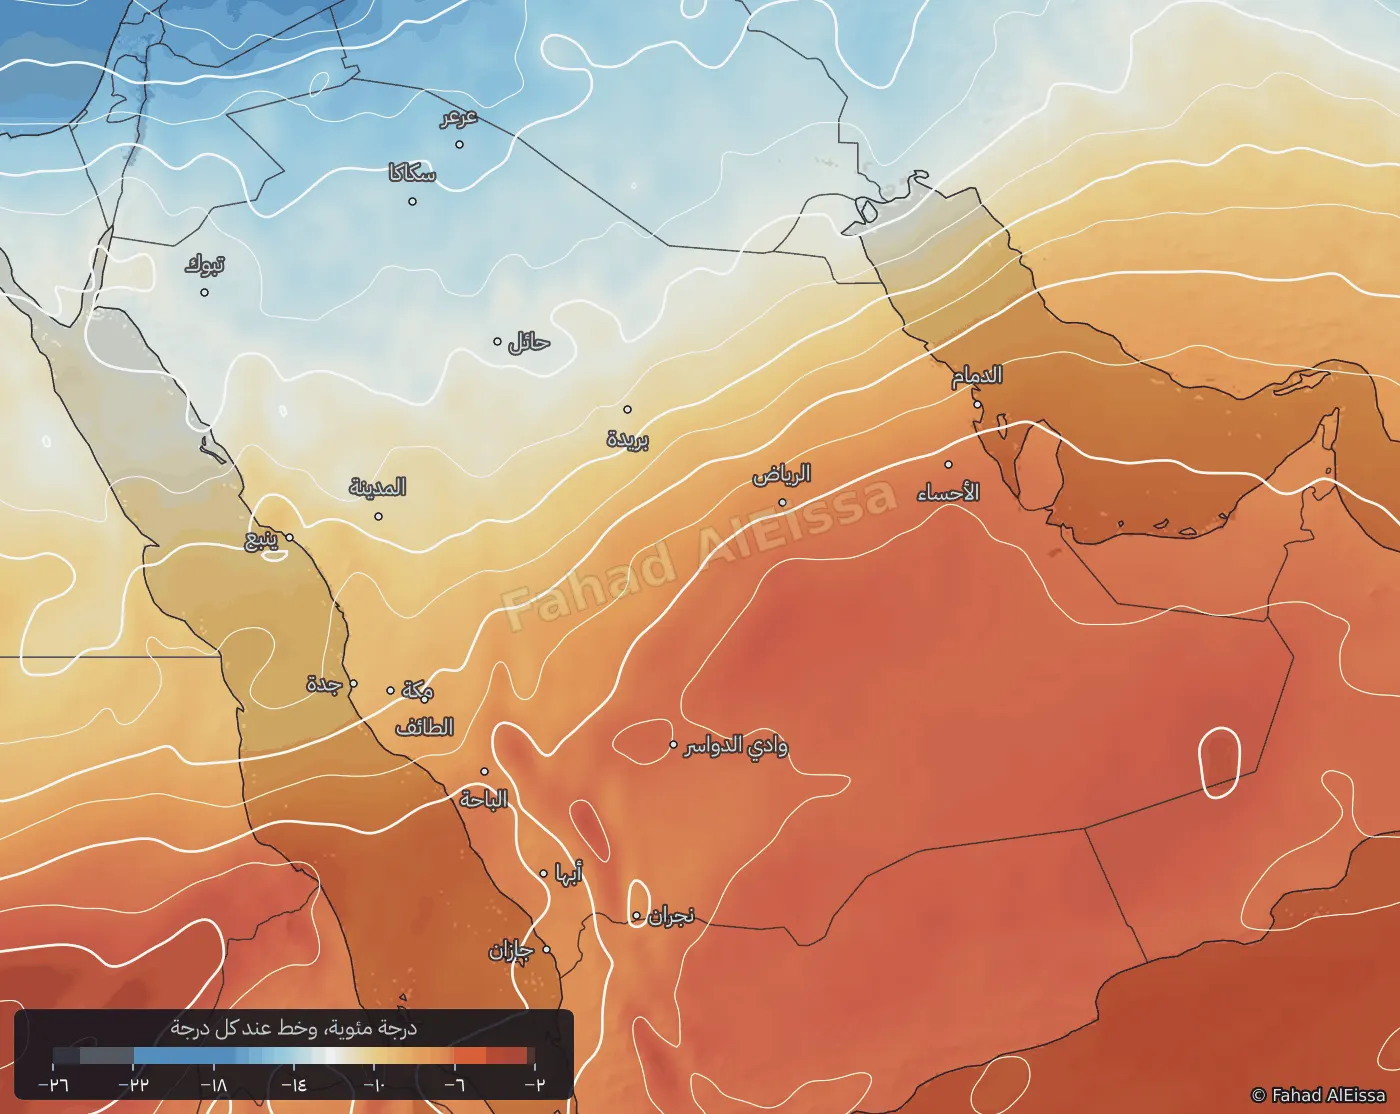 عرعر
سكاكا
تبوك
حائل
الدمام
بريدة
الرياض
المدينة
الأحساء
Fahad AlEissa
ينبع
جدة
مكة
الطائف
وادي الدواسر
الباحة
أبها
نجران
جازان
درجة مئوية، وخط عند كل درجة
−٢٦ −٢٢ −١٨ −١٤ −١٠ −٦ −٢
© Fahad AlEissa